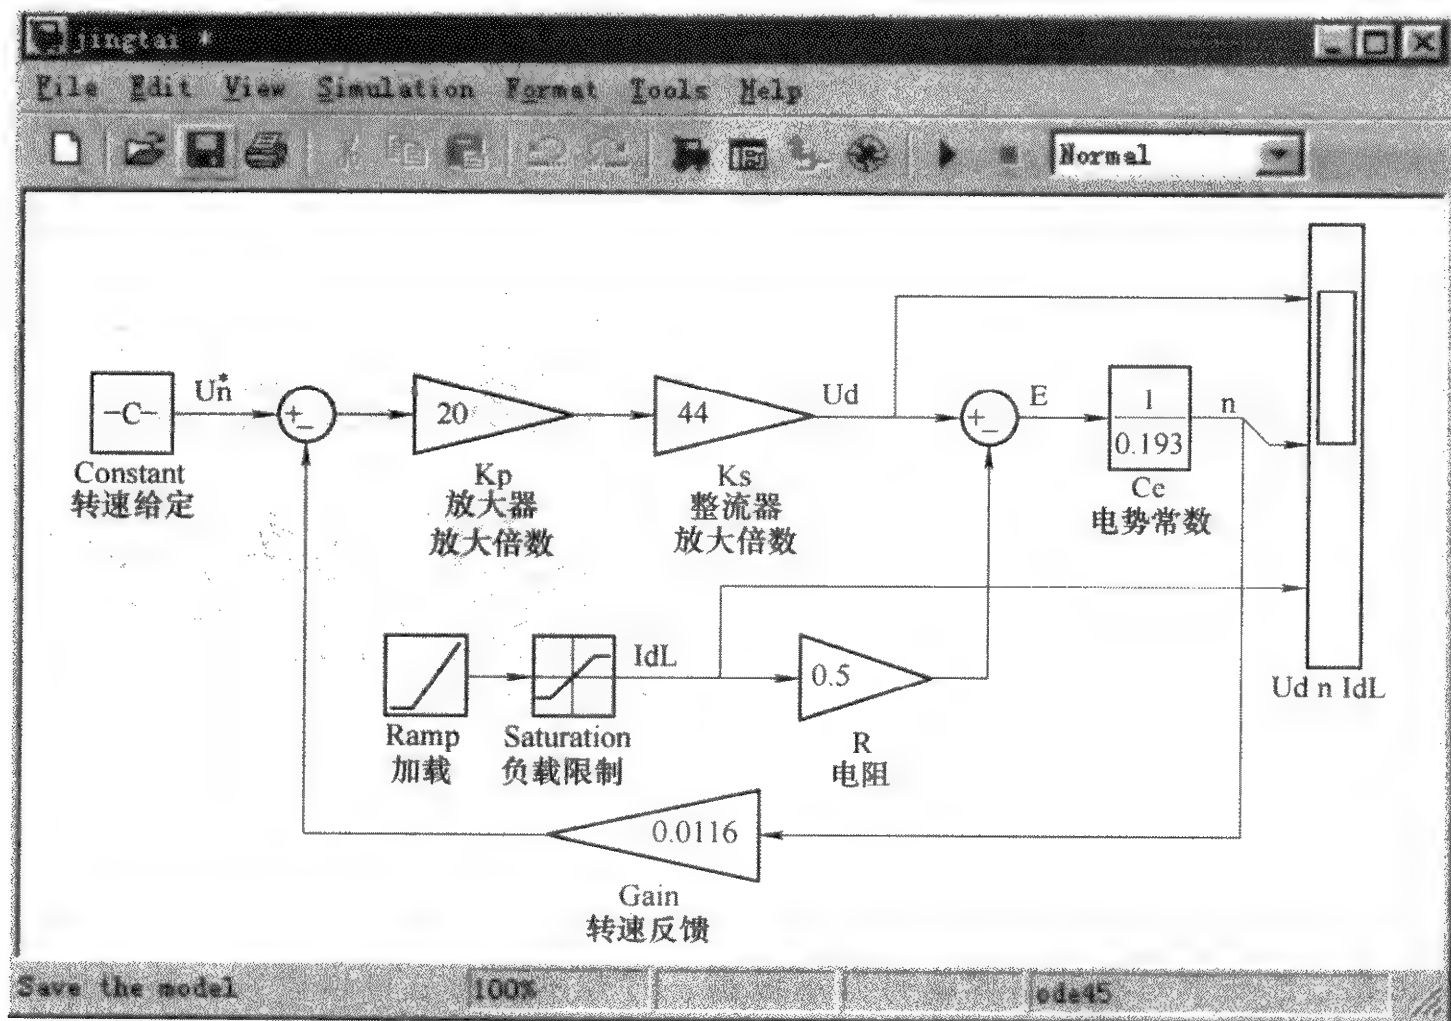 jingtai *
File Edit View Simulation Format Tools Help
Normal
Un*
Ud
E
n
-C-
+
-
20
44
+
-
1
0.193
Constant
转速给定
Kp
放大器
放大倍数
Ks
整流器
放大倍数
Ce
电势常数
IdL
0.5
Ud n IdL
Ramp
加载
Saturation
负载限制
R
电阻
0.0116
Gain
转速反馈
Save the model
100%
ode45